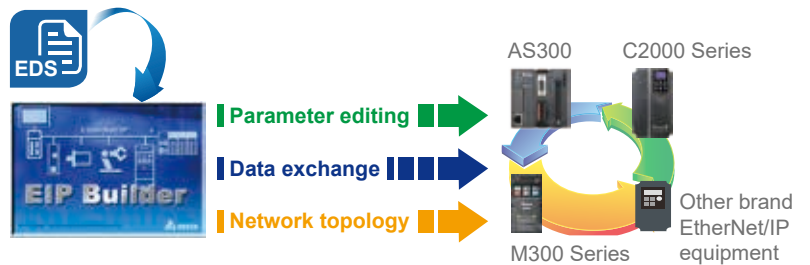 EDS
EIP Builder
Parameter editing
Data exchange
Network topology
AS300
C2000 Series
M300 Series
Other brand
EtherNet/IP
equipment